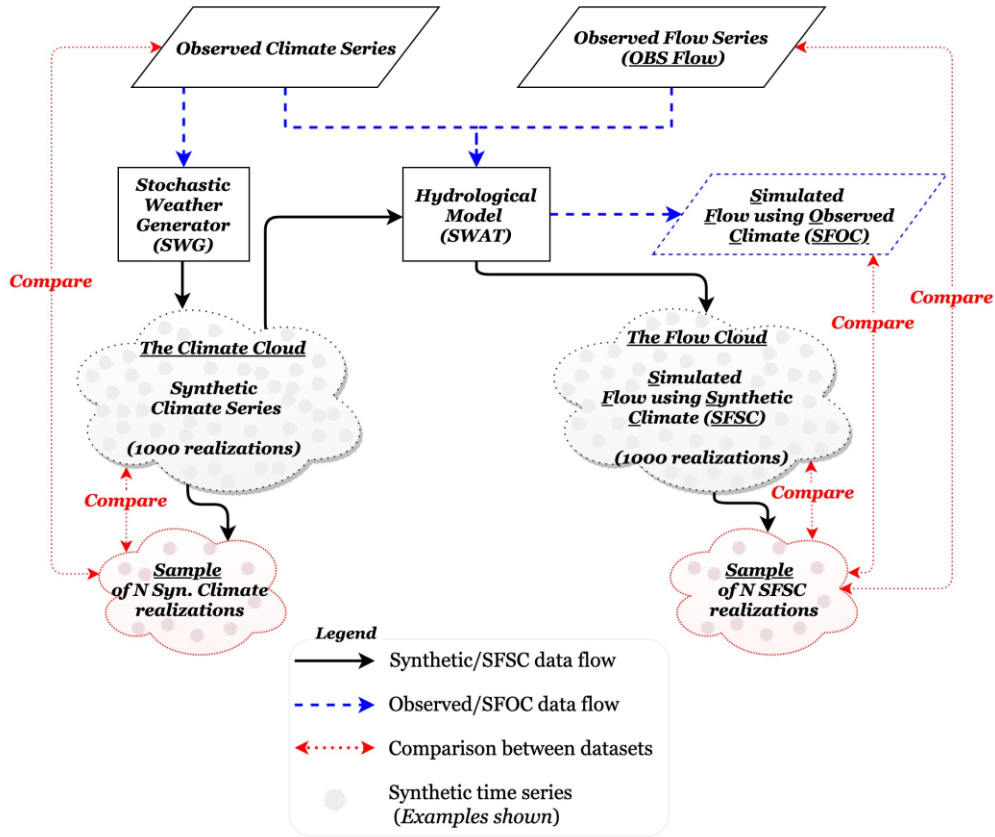 Observed Climate Series
Observed Flow Series
(OBS Flow)
Stochastic
Weather
Generator
(SWG)
Hydrological
Model
(SWAT)
Simulated
Flow using Observed
Climate (SFOC)
Compare
Compare
Compare
The Climate Cloud
Synthetic
Climate Series
(1000 realizations)
The Flow Cloud
Simulated
Flow using Synthetic
Climate (SFSC)
(1000 realizations)
Compare
Compare
Sample
of N Syn. Climate
realizations
Sample
of N SFSC
realizations
Legend
Synthetic/SFSC data flow
Observed/SFOC data flow
Comparison between datasets
Synthetic time series
(Examples shown)